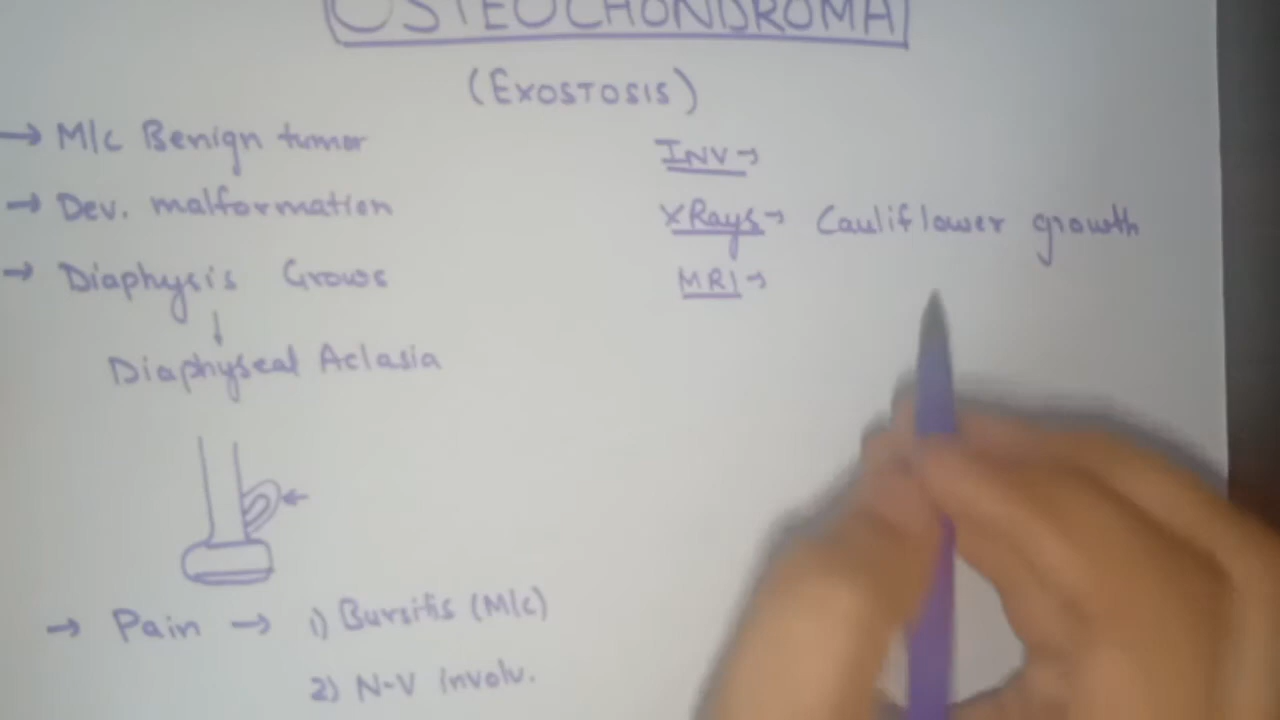 OSTEOCHONDROMA
(EXOSTOSIS)
→ M/c Benign tumor
→ Dev. malformation
→ Diaphysis Grows
↓
Diaphyseal Aclasia
→ Pain → 1) Bursitis (M/c)
2) N-V involv.
INV →
XRays → Cauliflower growth
MRI →